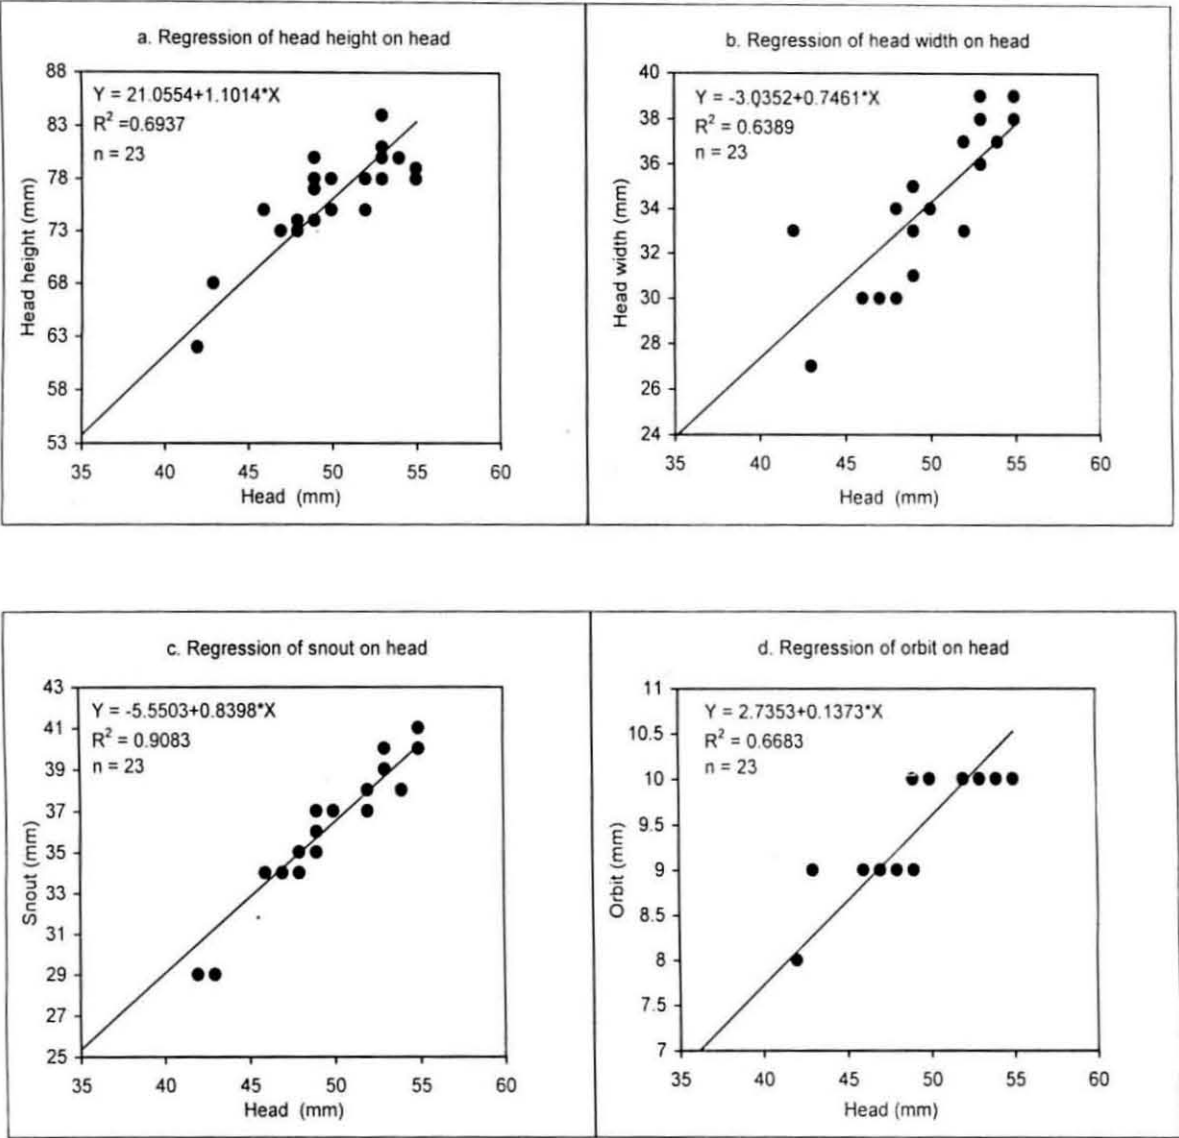 a. Regression of head height on head
Y = 21.0554+1.1014*X
R² =0.6937
n = 23
88
83
78
73
68
63
58
53
Head height (mm)
35 40 45 50 55 60
Head (mm)
b. Regression of head width on head
Y = -3.0352+0.7461*X
R² = 0.6389
n = 23
40
38
36
34
32
30
28
26
24
Head width (mm)
35 40 45 50 55 60
Head (mm)
c. Regression of snout on head
Y = -5.5503+0.8398*X
R² = 0.9083
n = 23
43
41
39
37
35
33
31
29
27
25
Snout (mm)
35 40 45 50 55 60
Head (mm)
d. Regression of orbit on head
Y = 2.7353+0.1373*X
R² = 0.6683
n = 23
11
10.5
10
9.5
9
8.5
8
7.5
7
Orbit (mm)
35 40 45 50 55 60
Head (mm)